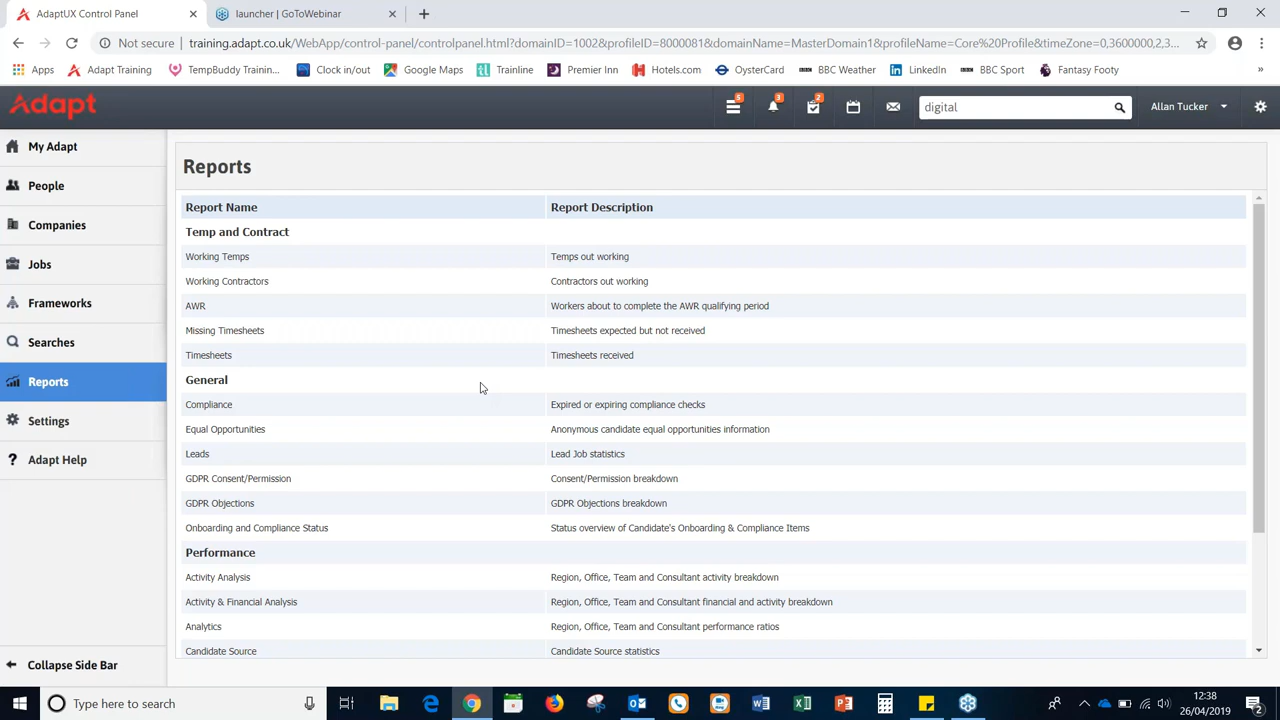 AdaptUX Control Panel
launcher | GoToWebinar
Not secure | training.adapt.co.uk/WebApp/control-panel/controlpanel.html?domainID=1002&profileID=8000081&domainName=MasterDomain1&profileName=Core%20Profile&timeZone=0,3600000,2,3...
Apps
Adapt Training
TempBuddy Trainin...
Clock in/out
Google Maps
Trainline
Premier Inn
Hotels.com
OysterCard
BBC Weather
LinkedIn
BBC Sport
Fantasy Footy
»
Adapt
5
3
2
digital
Allan Tucker
My Adapt
People
Companies
Jobs
Frameworks
Searches
Reports
Settings
? Adapt Help
Collapse Side Bar
Reports
Report Name Report Description
Temp and Contract
Working Temps Temps out working
Working Contractors Contractors out working
AWR Workers about to complete the AWR qualifying period
Missing Timesheets Timesheets expected but not received
Timesheets Timesheets received
General
Compliance Expired or expiring compliance checks
Equal Opportunities Anonymous candidate equal opportunities information
Leads Lead Job statistics
GDPR Consent/Permission Consent/Permission breakdown
GDPR Objections GDPR Objections breakdown
Onboarding and Compliance Status Status overview of Candidate's Onboarding & Compliance Items
Performance
Activity Analysis Region, Office, Team and Consultant activity breakdown
Activity & Financial Analysis Region, Office, Team and Consultant financial and activity breakdown
Analytics Region, Office, Team and Consultant performance ratios
Candidate Source Candidate Source statistics
Type here to search
12:38
26/04/2019
2